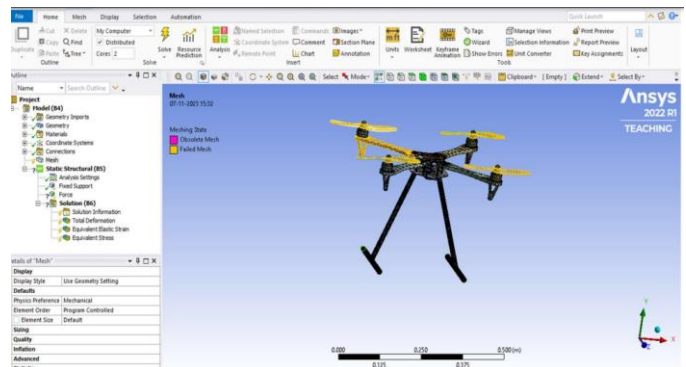 File Home Mesh Display Selection Automation Quick Launch
Duplicate Cut Copy Tree Outline
Delete Find
My Computer Distributed Cores 2 Solve Resource Prediction Solve
Analysis Named Selection Coordinate System Remote Point Commands Comment Chart Images Section Plane Annotation Insert
Units Worksheet Keyframe Animation Tags Wizard Show Errors Manage Views Selection Information Unit Converter Print Preview Report Preview Key Assignments Tools Layout
Select Mode Clipboard [ Empty ] Extend Select By
Outline
Name Search Outline
Project
Model (B4)
Geometry Imports
Geometry
Materials
Coordinate Systems
Connections
Mesh
Static Structural (B5)
Analysis Settings
Fixed Support
Force
Solution (B6)
Solution Information
Total Deformation
Equivalent Elastic Strain
Equivalent Stress
Details of "Mesh"
Display
Display Style Use Geometry Setting
Defaults
Physics Preference Mechanical
Element Order Program Controlled
Element Size Default
Sizing
Quality
Inflation
Advanced
Mesh
07-11-2023 15:02
Meshing State
Obsolete Mesh
Failed Mesh
Ansys
2022 R1
TEACHING
0.000 0.250 0.500 (m)
0.125 0.375
Y
X